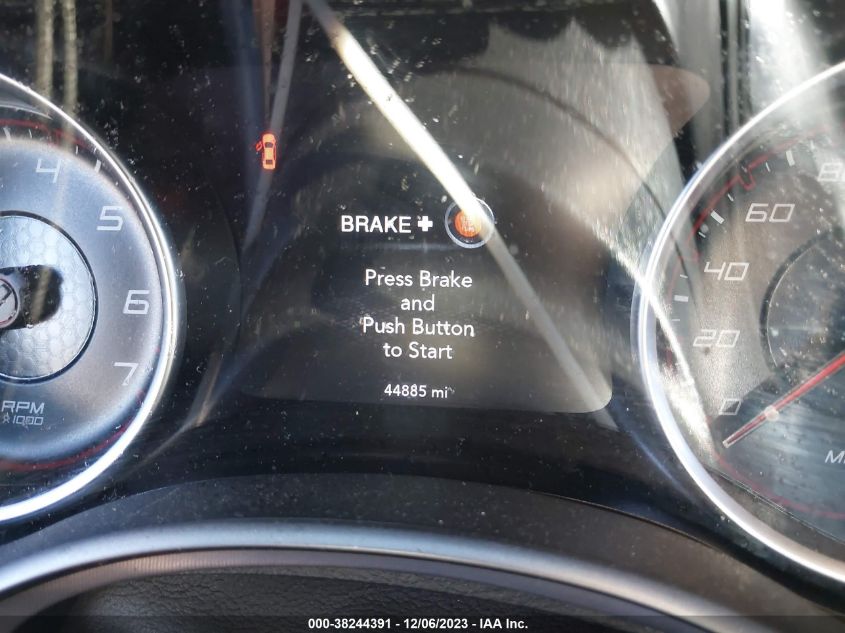 4
5
6
7
RPM
x1000
BRAKE +
Press Brake
and
Push Button
to Start
44885 mi
80
60
40
20
0
000-38244391 - 12/06/2023 - IAA Inc.